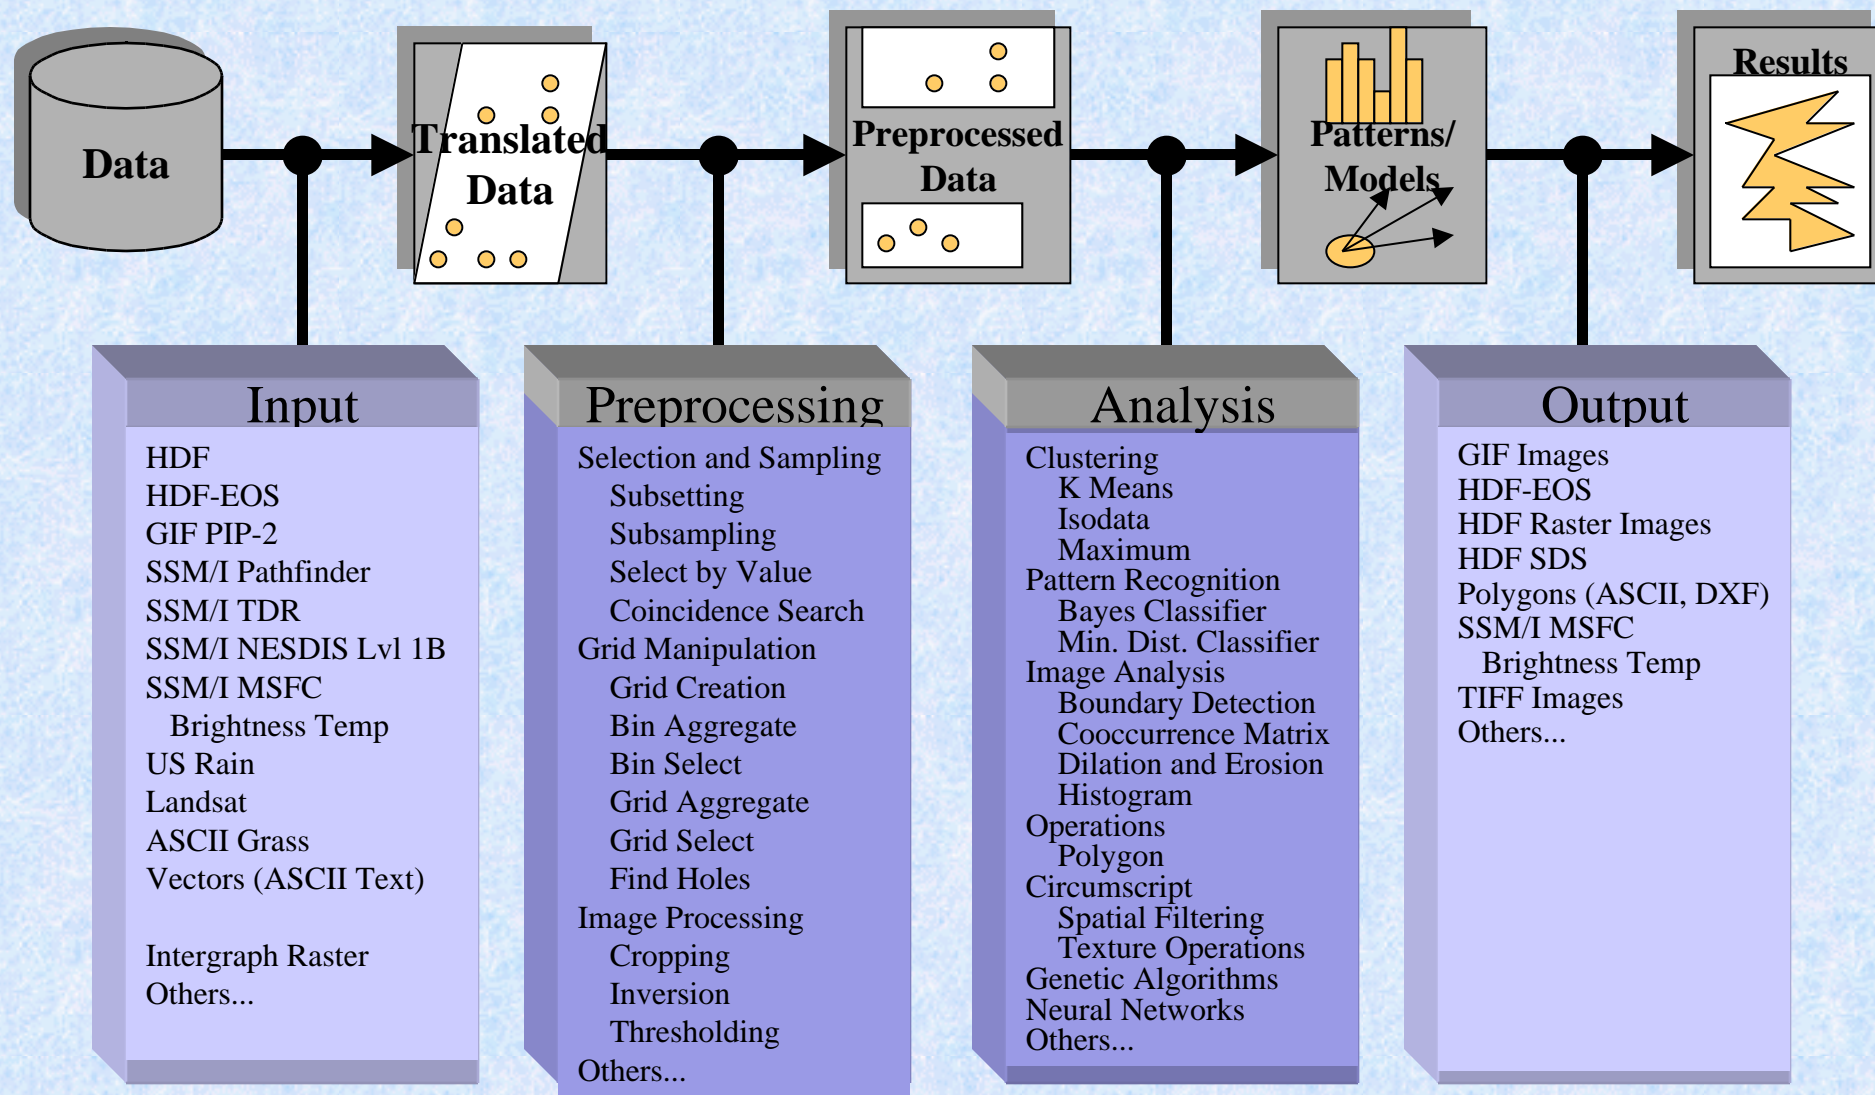 Data
Translated
Data
Preprocessed
Data
Patterns/
Models
Results
Input
HDF
HDF-EOS
GIF PIP-2
SSM/I Pathfinder
SSM/I TDR
SSM/I NESDIS Lvl 1B
SSM/I MSFC
Brightness Temp
US Rain
Landsat
ASCII Grass
Vectors (ASCII Text)
Intergraph Raster
Others...
Preprocessing
Selection and Sampling
Subsetting
Subsampling
Select by Value
Coincidence Search
Grid Manipulation
Grid Creation
Bin Aggregate
Bin Select
Grid Aggregate
Grid Select
Find Holes
Image Processing
Cropping
Inversion
Thresholding
Others...
Analysis
Clustering
K Means
Isodata
Maximum
Pattern Recognition
Bayes Classifier
Min. Dist. Classifier
Image Analysis
Boundary Detection
Cooccurrence Matrix
Dilation and Erosion
Histogram
Operations
Polygon
Circumscript
Spatial Filtering
Texture Operations
Genetic Algorithms
Neural Networks
Others...
Output
GIF Images
HDF-EOS
HDF Raster Images
HDF SDS
Polygons (ASCII, DXF)
SSM/I MSFC
Brightness Temp
TIFF Images
Others...